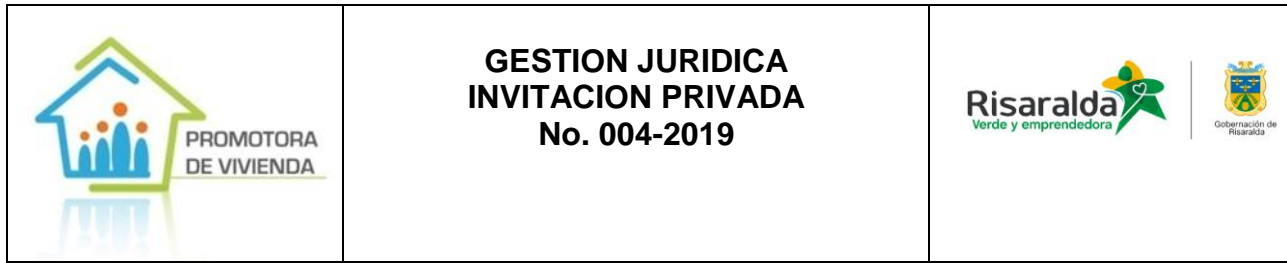 PROMOTORA
DE VIVIENDA
GESTION JURIDICA
INVITACION PRIVADA
No. 004-2019
Risaralda
Verde y emprendedora
Gobernación de
Risaralda